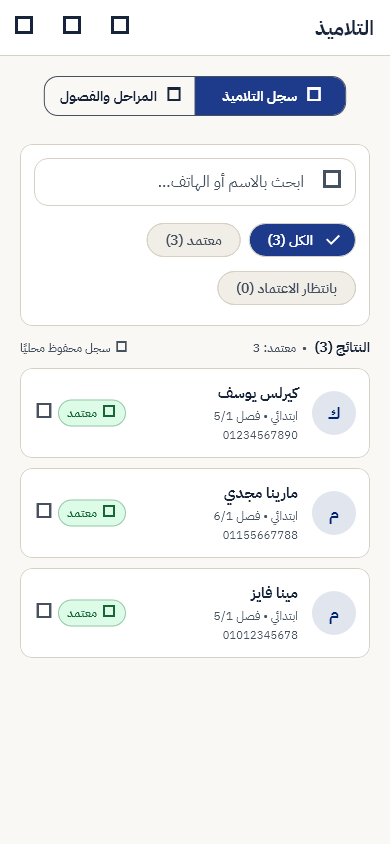 التلاميذ
سجل التلاميذ
المراحل والفصول
ابحث بالاسم أو الهاتف...
الكل (3)
معتمد (3)
بانتظار الاعتماد (0)
النتائج (3) • معتمد: 3
سجل محفوظ محليًا
ك
كيرلس يوسف
ابتدائي • فصل 5/1
01234567890
معتمد
م
مارينا مجدي
ابتدائي • فصل 6/1
01155667788
معتمد
م
مينا فايز
ابتدائي • فصل 5/1
01012345678
معتمد